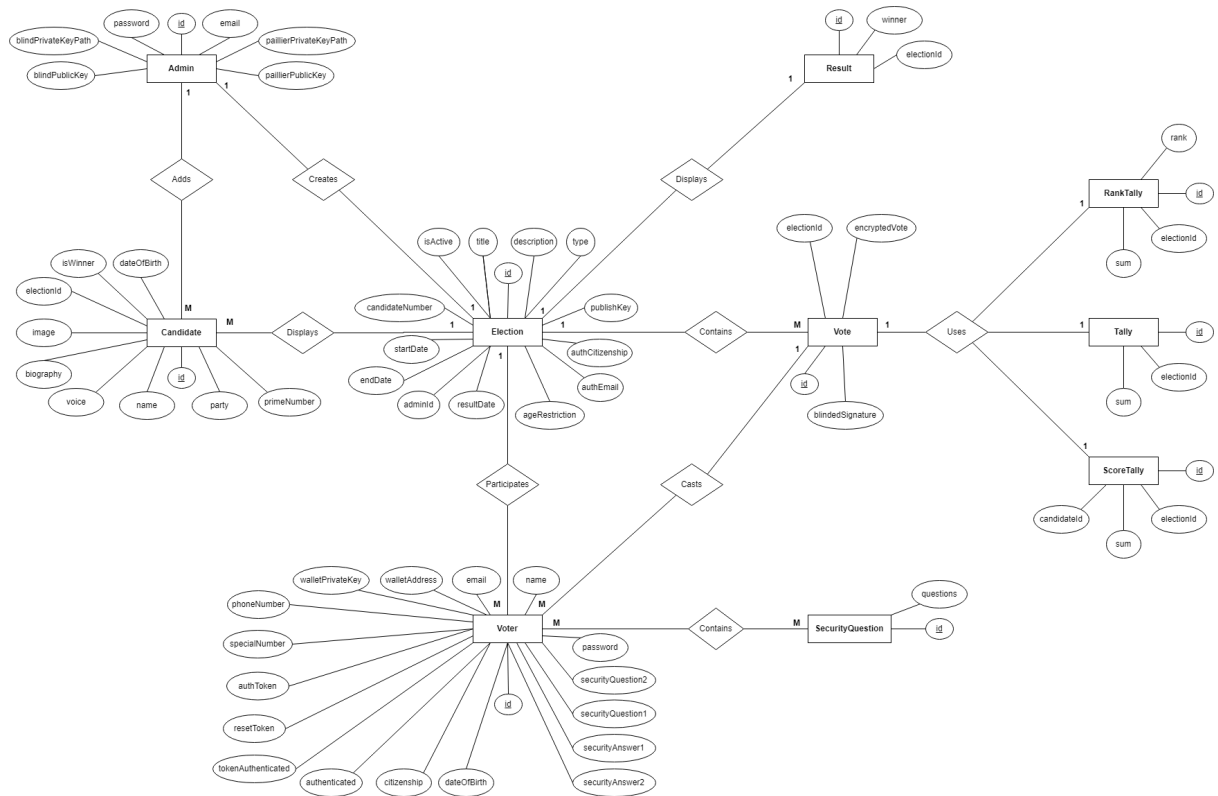 password
id
email
blindPrivateKeyPath
paillierPrivateKeyPath
blindPublicKey
Admin
paillierPublicKey
1
1
id
winner
electionId
Result
1
Adds
Creates
Displays
rank
RankTally
id
1
electionId
sum
isWinner
dateOfBirth
electionId
image
M
Candidate
M
biography
voice
id
name
party
primeNumber
Displays
isActive
title
description
type
id
candidateNumber
publishKey
1
1
1
Election
1
1
startDate
authCitizenship
endDate
authEmail
adminId
resultDate
ageRestriction
Contains
electionId
encryptedVote
M
Vote
1
1
id
blindedSignature
Uses
1
Tally
id
electionId
sum
1
ScoreTally
id
candidateId
electionId
sum
Participates
Casts
walletPrivateKey
walletAddress
email
name
phoneNumber
M
M
specialNumber
Voter
M
Contains
M
SecurityQuestion
questions
id
password
authToken
securityQuestion2
id
securityQuestion1
resetToken
securityAnswer1
tokenAuthenticated
authenticated
citizenship
dateOfBirth
securityAnswer2